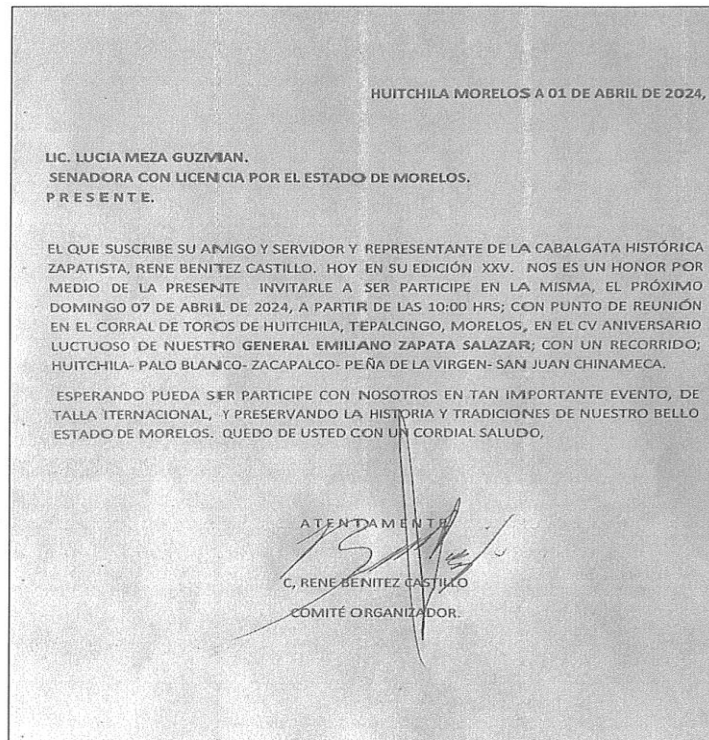 HUITCHILA MORELOS A 01 DE ABRIL DE 2024,
LIC. LUCIA MEZA GUZMIAN.
SENADORA CON LICENCIA POR EL ESTADO DE MORELOS.
P R E S E N T E.
EL QUE SUSCRIBE SU AMIGO Y SERVIDOR Y REPRESENTANTE DE LA CABALGATA HISTÓRICA
ZAPATISTA, RENE BENITEZ CASTILLO. HOY EN SU EDICIÓN XXV. NOS ES UN HONOR POR
MEDIO DE LA PRESENTE INVITARLE A SER PARTICIPE EN LA MISMA, EL PRÓXIMO
DOMINGO 07 DE ABRIL DE 2024, A PARTIR DE LAS 10:00 HRS; CON PUNTO DE REUNIÓN
EN EL CORRAL DE TOROS DE HUITCHILA, TEPALCINGO, MORELOS, EN EL CV ANIVERSARIO
LUCTUOSO DE NUESTRO GENERAL EMILIANO ZAPATA SALAZAR; CON UN RECORRIDO;
HUITCHILA- PALO BLANCO- ZACAPALCO- PEÑA DE LA VIRGEN- SAN JUAN CHINAMECA.
ESPERANDO PUEDA SER PARTICIPE CON NOSOTROS EN TAN IMPORTANTE EVENTO, DE
TALLA ITERNACIONAL, Y PRESERVANDO LA HISTORIA Y TRADICIONES DE NUESTRO BELLO
ESTADO DE MORELOS. QUEDO DE USTED CON UN CORDIAL SALUDO,
A T E N T A M E N T E
C, RENE BENITEZ CASTILLO
COMITÉ ORGANIZADOR.